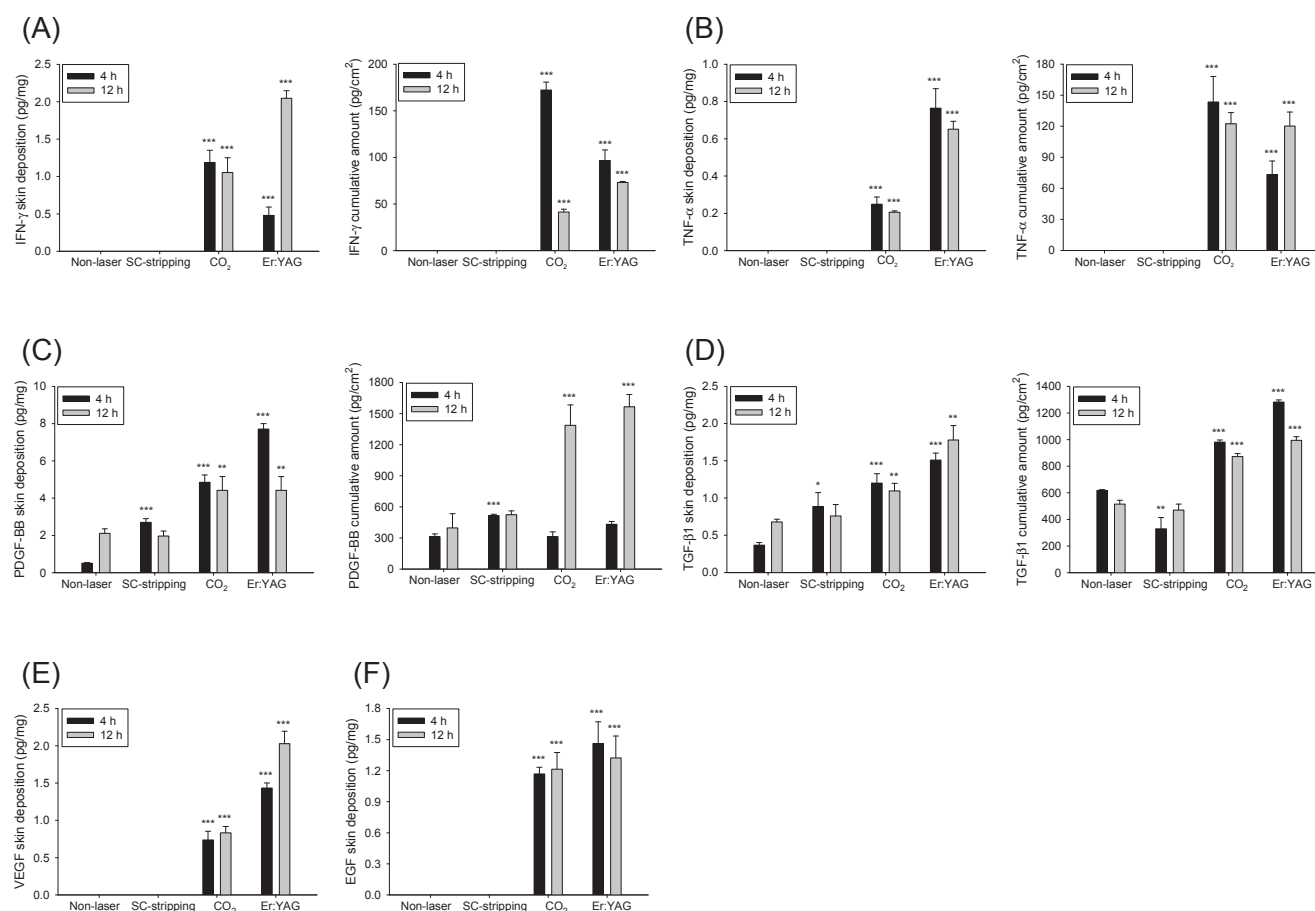 (A)
IFN-γ skin deposition (pg/mg)
2.5
2.0
1.5
1.0
0.5
0.0
4 h
12 h
***
***
***
***
Non-laser SC-stripping CO₂ Er:YAG
IFN-γ cumulative amount (pg/cm²)
200
150
100
50
0
4 h
12 h
***
***
***
***
Non-laser SC-stripping CO₂ Er:YAG
(B)
TNF-α skin deposition (pg/mg)
1.0
0.8
0.6
0.4
0.2
0.0
4 h
12 h
***
***
***
***
Non-laser SC-stripping CO₂ Er:YAG
TNF-α cumulative amount (pg/cm²)
180
150
120
90
60
30
0
4 h
12 h
***
***
***
***
Non-laser SC-stripping CO₂ Er:YAG
(C)
PDGF-BB skin deposition (pg/mg)
10
8
6
4
2
0
4 h
12 h
***
***
**
***
**
Non-laser SC-stripping CO₂ Er:YAG
PDGF-BB cumulative amount (pg/cm²)
1800
1500
1200
900
600
300
0
4 h
12 h
***
***
***
Non-laser SC-stripping CO₂ Er:YAG
(D)
TGF-β1 skin deposition (pg/mg)
2.5
2.0
1.5
1.0
0.5
0.0
4 h
12 h
*
***
**
***
**
Non-laser SC-stripping CO₂ Er:YAG
TGF-β1 cumulative amount (pg/cm²)
1400
1200
1000
800
600
400
200
0
4 h
12 h
**
***
***
***
***
Non-laser SC-stripping CO₂ Er:YAG
(E)
VEGF skin deposition (pg/mg)
2.5
2.0
1.5
1.0
0.5
0.0
4 h
12 h
***
***
***
***
Non-laser SC-stripping CO₂ Er:YAG
(F)
EGF skin deposition (pg/mg)
1.8
1.5
1.2
0.9
0.6
0.3
0.0
4 h
12 h
***
***
***
***
Non-laser SC-stripping CO₂ Er:YAG